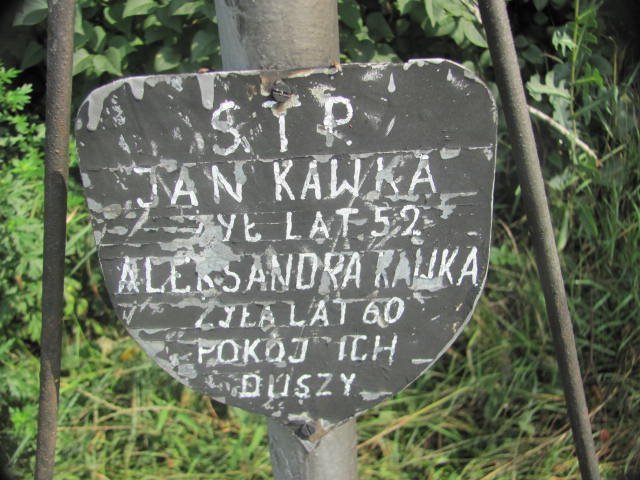 Ś.T P.
JAN KAWKA
ŻYŁ LAT 52
ALEKSANDRA KAWKA
ŻYŁA LAT 60
POKÓJ ICH
DUSZY